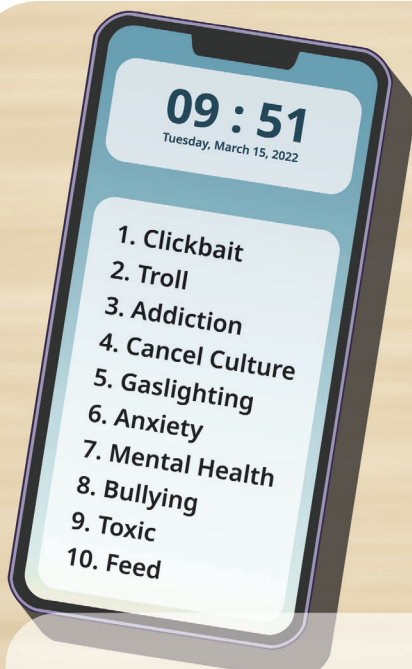 09 : 51
Tuesday, March 15, 2022
1. Clickbait
2. Troll
3. Addiction
4. Cancel Culture
5. Gaslighting
6. Anxiety
7. Mental Health
8. Bullying
9. Toxic
10. Feed